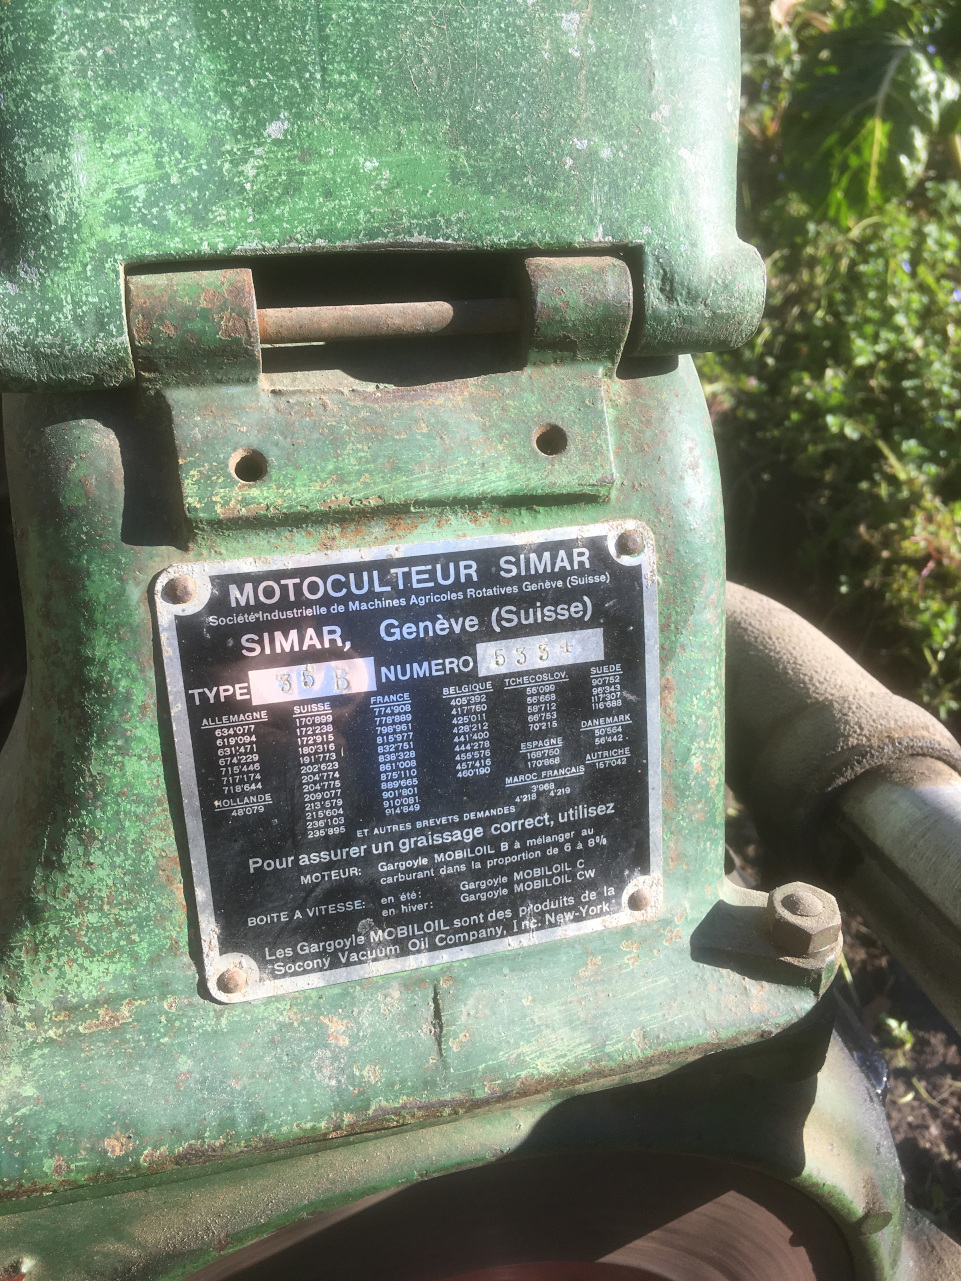 MOTOCULTEUR SIMAR
Société Industrielle de Machines Agricoles Rotatives Genève (Suisse)
SIMAR, Genève (Suisse)
TYPE 35 B NUMERO 533
ALLEMAGNE
634'077
619'094
631'471
674'229
715'446
717'174
718'644
HOLLANDE
48'079
SUISSE
170'899
172'238
172'915
180'316
191'773
202'623
204'774
209'077
213'579
236'103
236'895
FRANCE
774'908
778'889
798'961
815'977
832'751
838'328
861'008
875'110
889'665
901'801
910'081
914'849
BELGIQUE
405'392
417'760
425'011
428'212
441'400
444'278
455'576
457'416
460'190
TCHECOSLOV.
56'099
56'668
58'712
66'753
70'215
ESPAGNE
169'750
170'868
MAROC FRANÇAIS
3'968
4'218 4'219
SUEDE
90'752
96'343
117'307
116'688
DANEMARK
50'564
56'442
AUTRICHE
157'042
ET AUTRES BREVETS DEMANDES
Pour assurer un graissage correct, utilisez
MOTEUR: Gargoyle MOBILOIL B à mélanger au
carburant dans la proportion de 6 à 8%
BOITE A VITESSE: en été: Gargoyle MOBILOIL C
en hiver: Gargoyle MOBILOIL CW
Les Gargoyle MOBILOIL sont des produits de la
Socony Vacuum Oil Company, Inc. New-York.